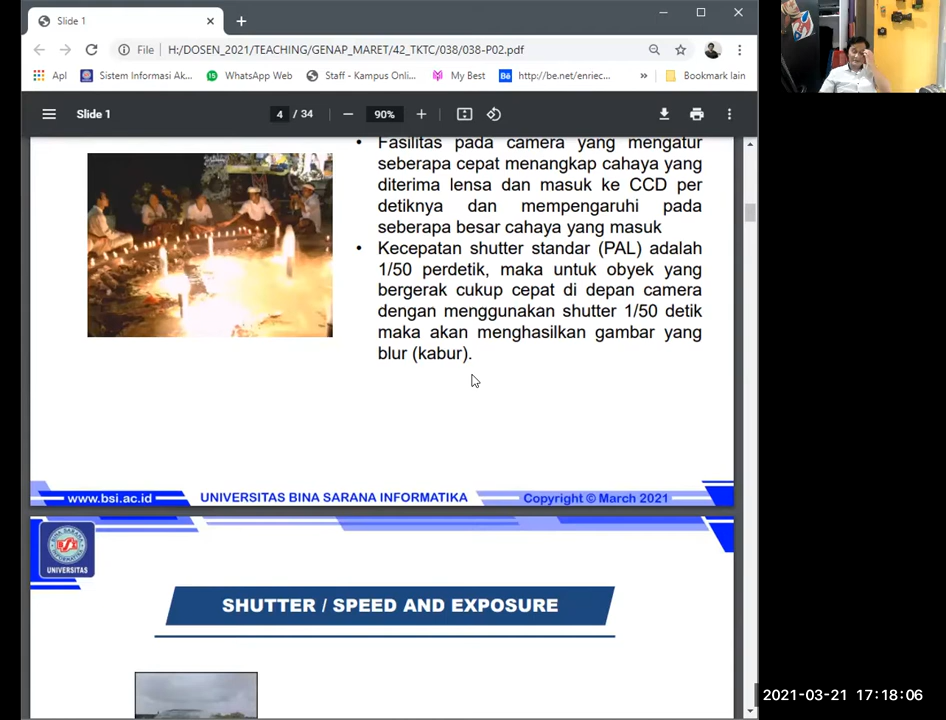 Slide 1
File
H:/DOSEN_2021/TEACHING/GENAP_MARET/42_TKTC/038/038-P02.pdf
Apl
Sistem Informasi Ak...
WhatsApp Web
Staff - Kampus Onli...
My Best
http://be.net/enriec...
»
Bookmark lain
Slide 1
4 / 34
90%
• Fasilitas pada camera yang mengatur
seberapa cepat menangkap cahaya yang
diterima lensa dan masuk ke CCD per
detiknya dan mempengaruhi pada
seberapa besar cahaya yang masuk
• Kecepatan shutter standar (PAL) adalah
1/50 perdetik, maka untuk obyek yang
bergerak cukup cepat di depan camera
dengan menggunakan shutter 1/50 detik
maka akan menghasilkan gambar yang
blur (kabur).
www.bsi.ac.id
UNIVERSITAS BINA SARANA INFORMATIKA
Copyright © March 2021
BSI
UNIVERSITAS
SHUTTER / SPEED AND EXPOSURE
2021-03-21 17:18:06